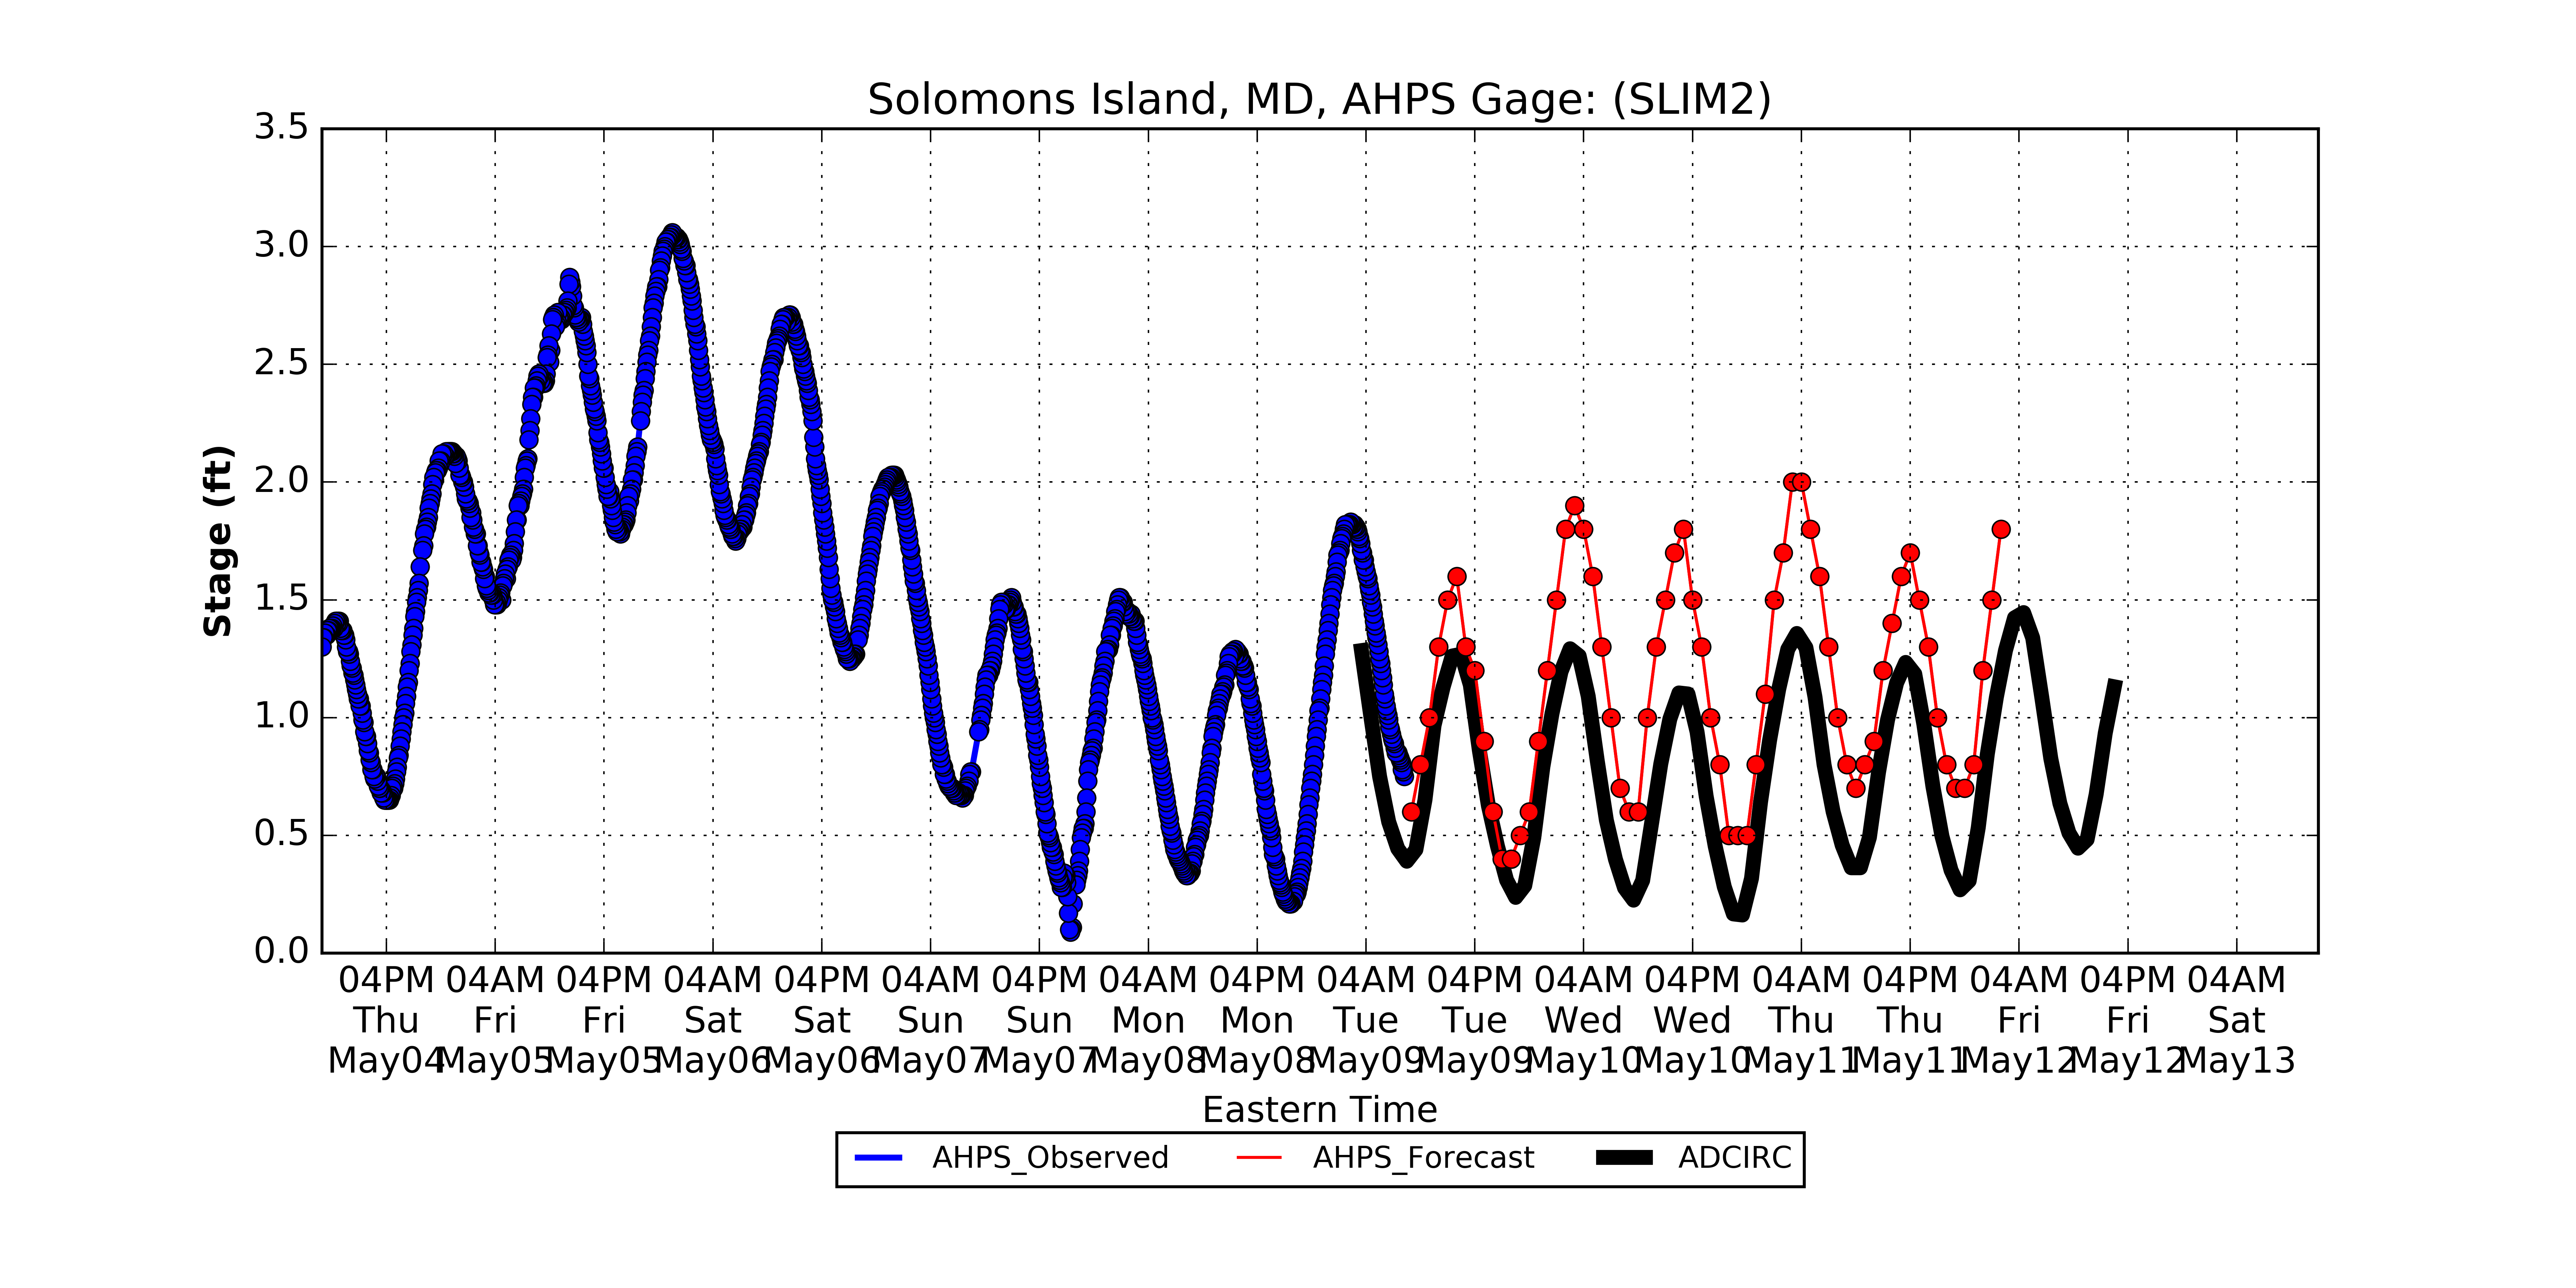 Solomons Island, MD, AHPS Gage: (SLIM2)
Stage (ft)
3.5
3.0
2.5
2.0
1.5
1.0
0.5
0.0
04PM 04AM 04PM 04AM 04PM 04AM 04PM 04AM 04PM 04AM 04PM 04AM 04PM 04AM 04PM 04AM 04PM 04AM
Thu Fri Fri Sat Sat Sun Sun Mon Mon Tue Tue Wed Wed Thu Thu Fri Fri Sat
May04 May05 May05 May06 May06 May07 May07 May08 May08 May09 May09 May10 May10 May11 May11 May12 May12 May13
Eastern Time
AHPS_Observed AHPS_Forecast ADCIRC